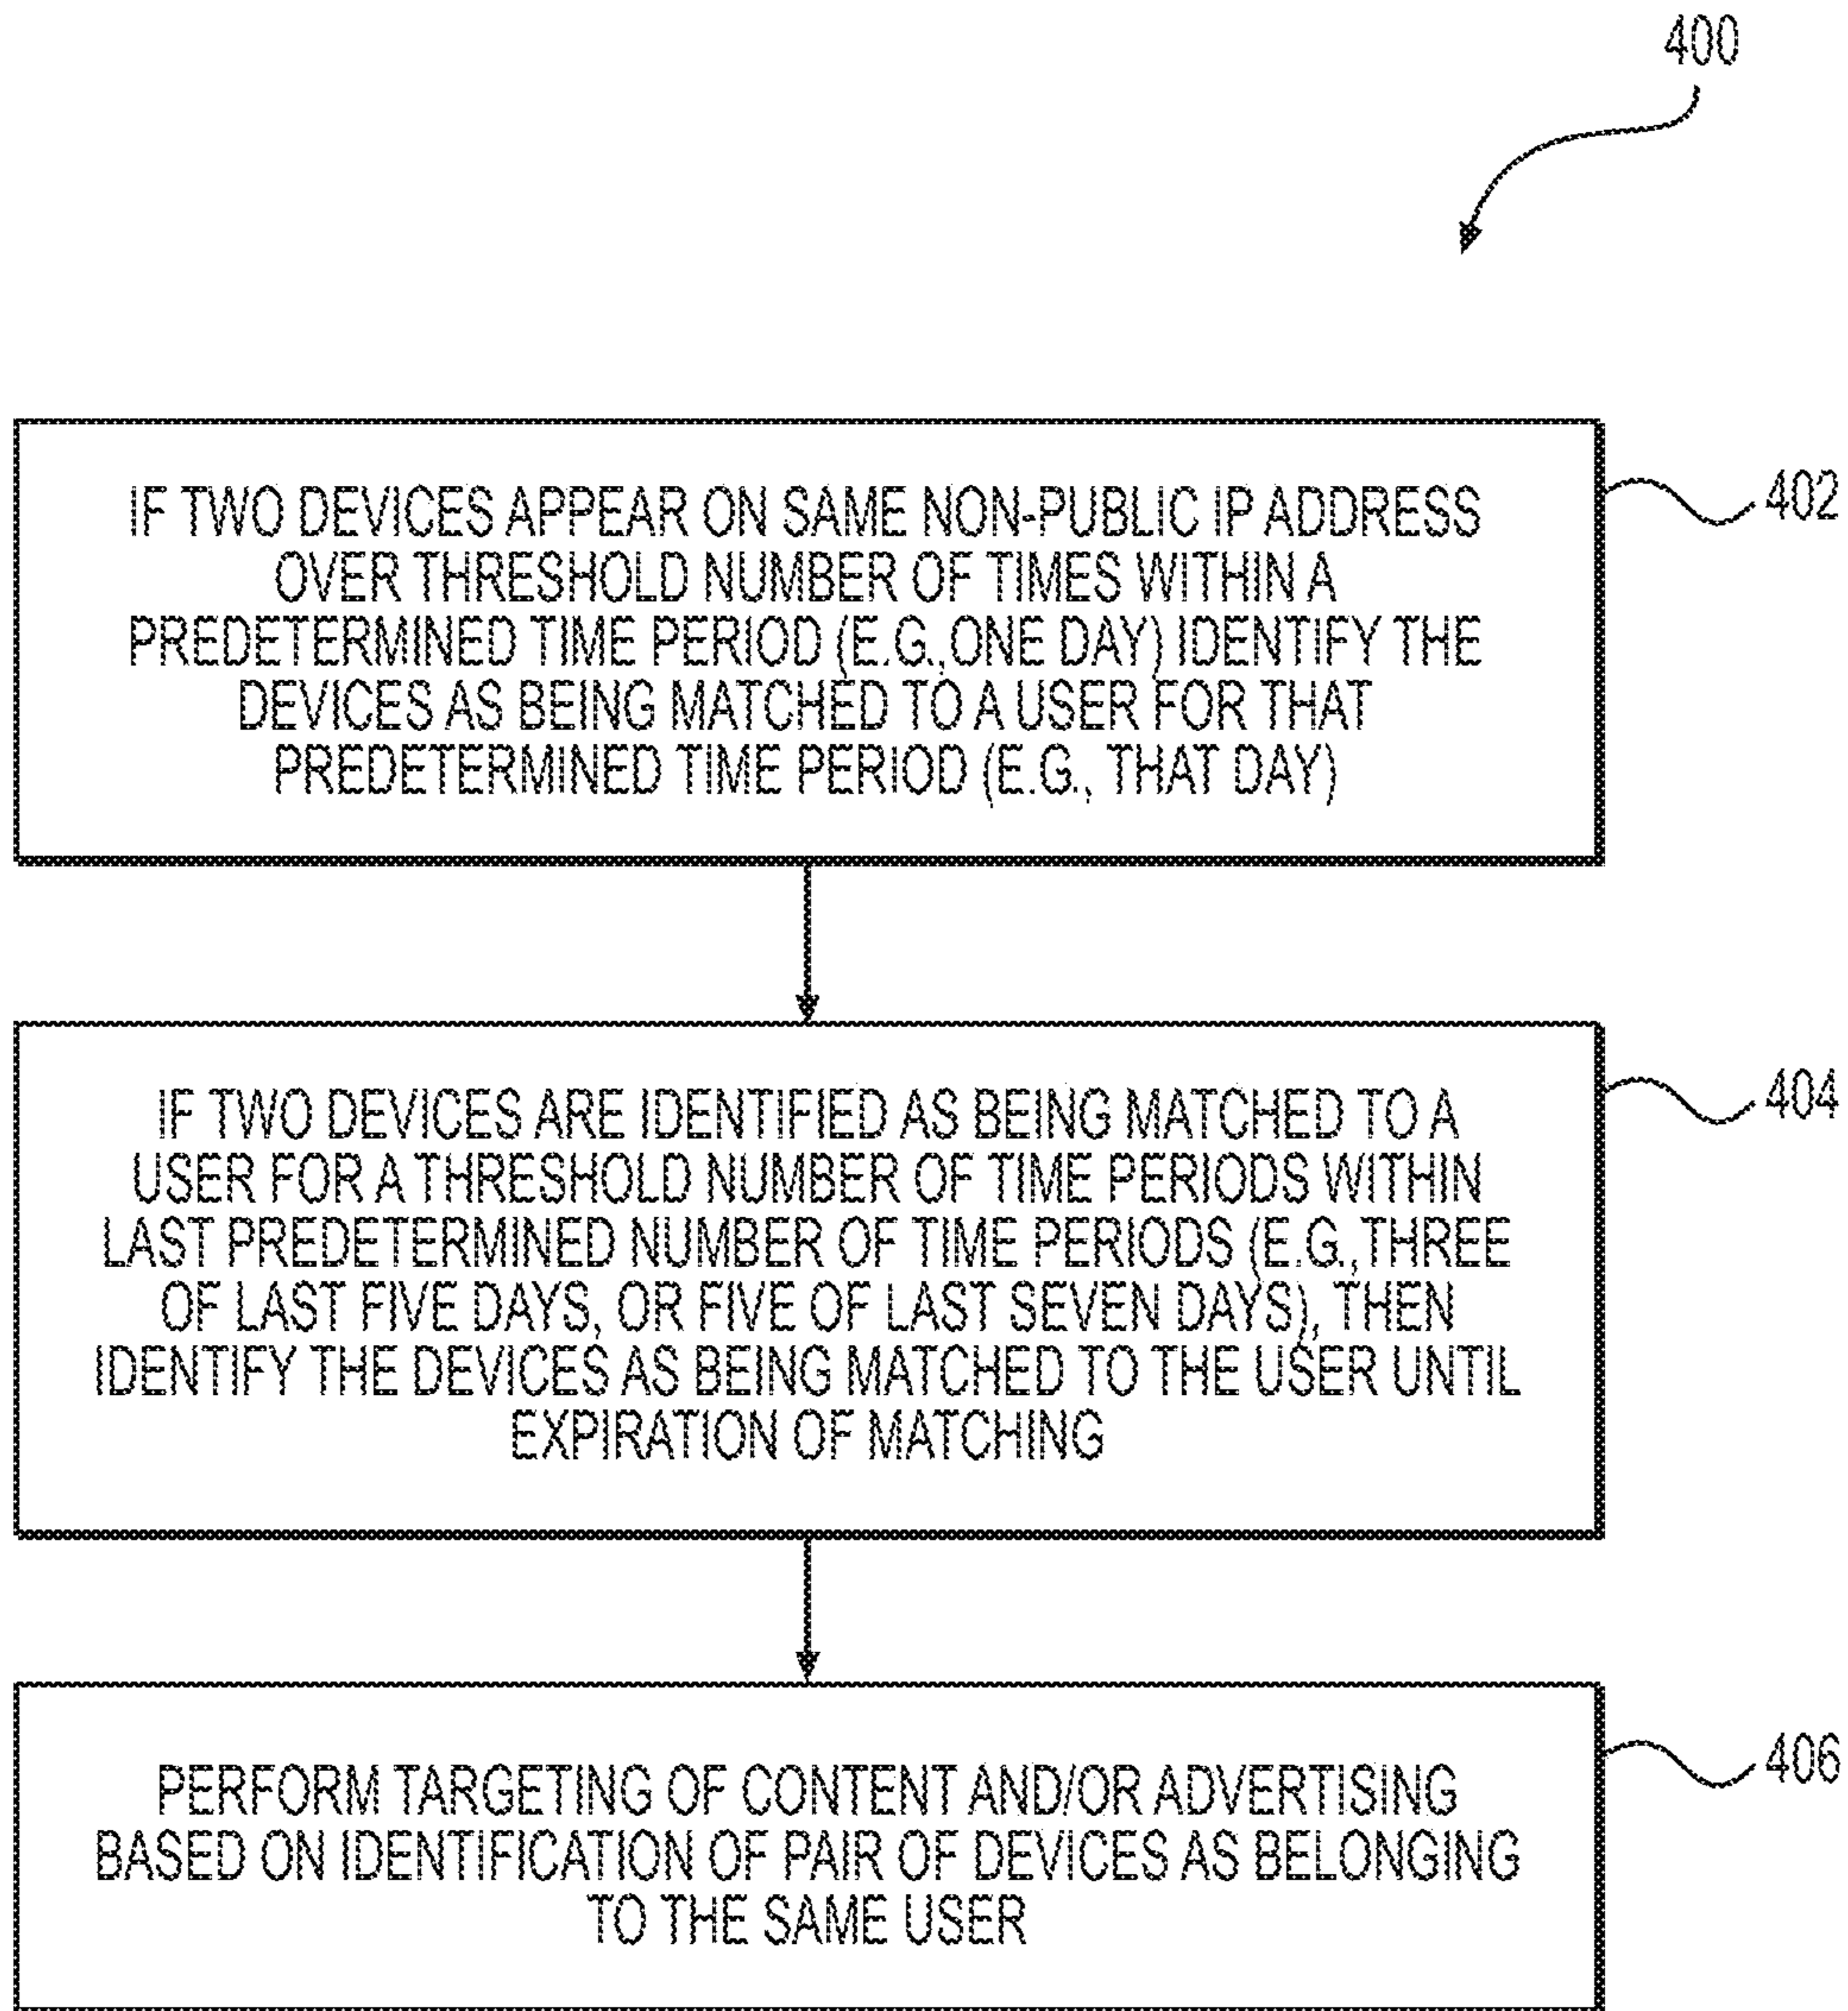 400
IF TWO DEVICES APPEAR ON SAME NON-PUBLIC IP ADDRESS
OVER THRESHOLD NUMBER OF TIMES WITHIN A
PREDETERMINED TIME PERIOD (E.G.,ONE DAY) IDENTIFY THE
DEVICES AS BEING MATCHED TO A USER FOR THAT
PREDETERMINED TIME PERIOD (E.G., THAT DAY)
402
IF TWO DEVICES ARE IDENTIFIED AS BEING MATCHED TO A
USER FOR A THRESHOLD NUMBER OF TIME PERIODS WITHIN
LAST PREDETERMINED NUMBER OF TIME PERIODS (E.G.,THREE
OF LAST FIVE DAYS, OR FIVE OF LAST SEVEN DAYS), THEN
IDENTIFY THE DEVICES AS BEING MATCHED TO THE USER UNTIL
EXPIRATION OF MATCHING
404
PERFORM TARGETING OF CONTENT AND/OR ADVERTISING
BASED ON IDENTIFICATION OF PAIR OF DEVICES AS BELONGING
TO THE SAME USER
406